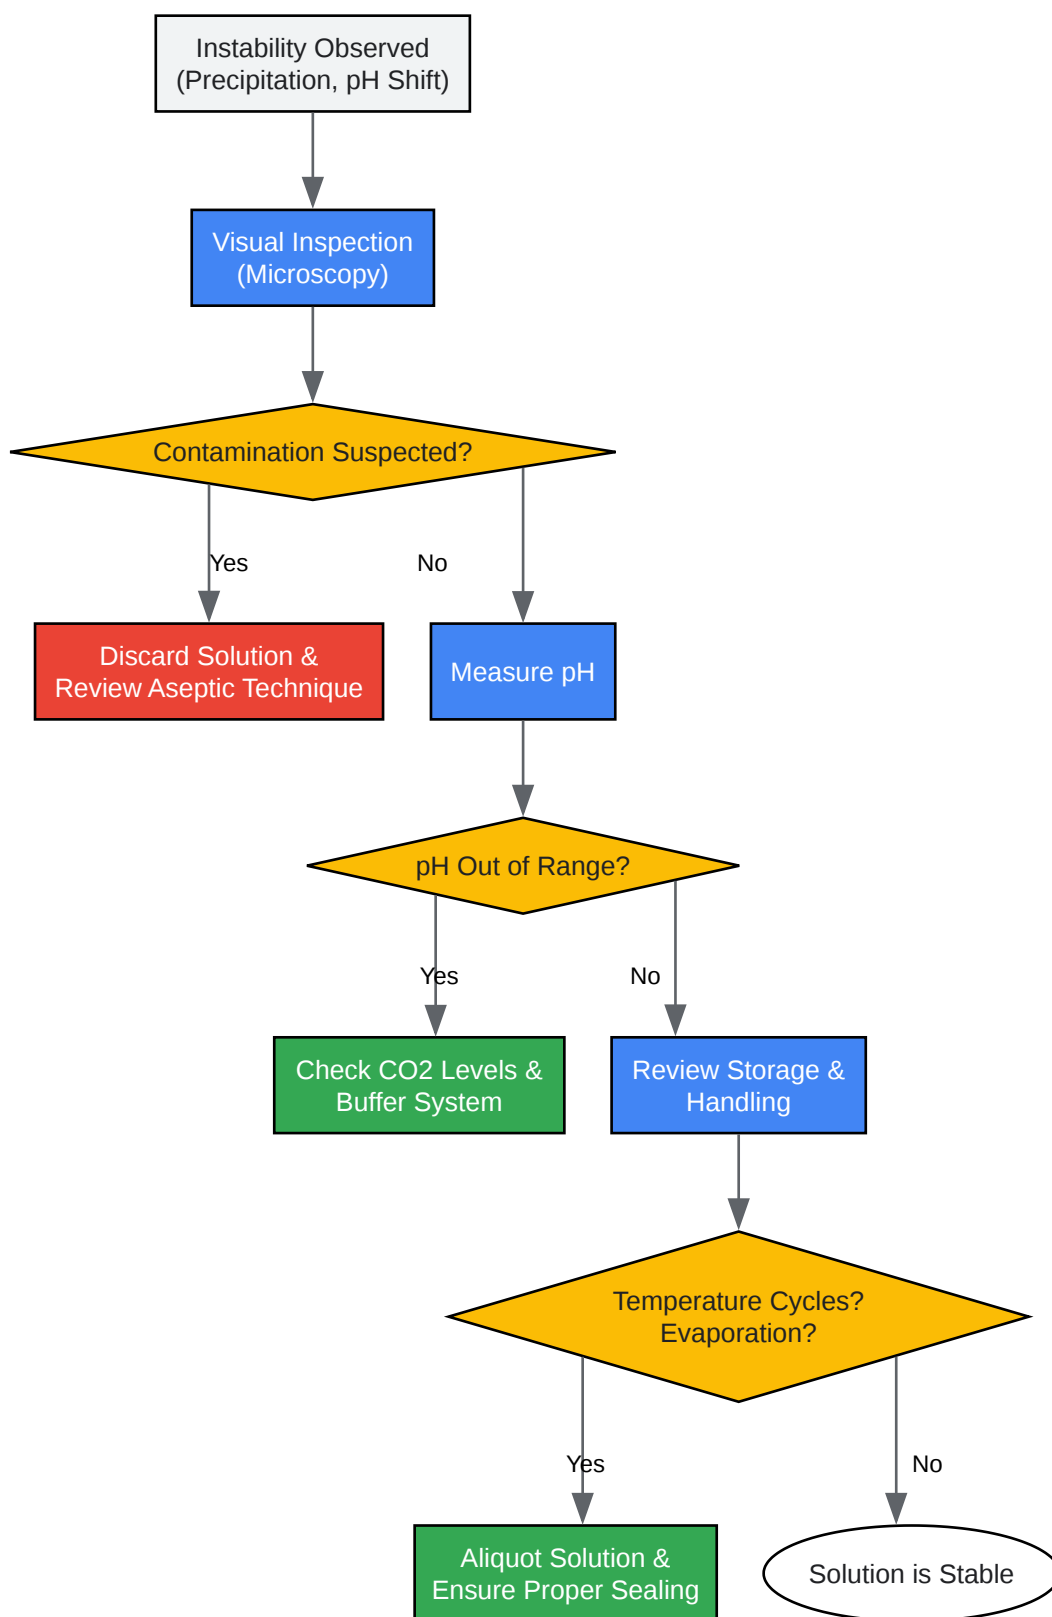 Instability Observed
(Precipitation, pH Shift)
Visual Inspection
(Microscopy)
Contamination Suspected?
Yes
No
Discard Solution &
Review Aseptic Technique
Measure pH
pH Out of Range?
Yes
No
Check CO2 Levels &
Buffer System
Review Storage &
Handling
Temperature Cycles?
Evaporation?
Yes
No
Aliquot Solution &
Ensure Proper Sealing
Solution is Stable